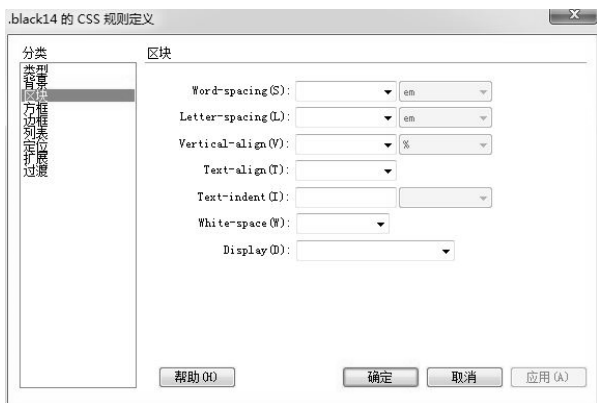 .black14 的 CSS 规则定义
分类
区块
类型
背景
区块
方框
边框
列表
定位
扩展
过渡
Word-spacing(S):
em
Letter-spacing(L):
em
Vertical-align(V):
%
Text-align(T):
Text-indent(I):
White-space(W):
Display(D):
帮助(H)
确定
取消
应用(A)